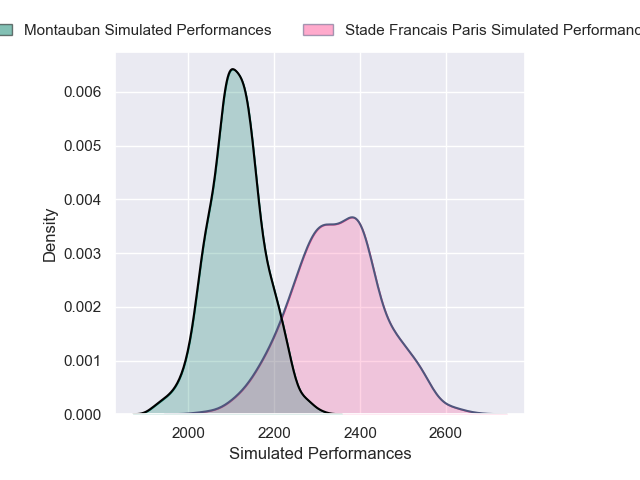 Montauban Simulated Performances Stade Francais Paris Simulated Performanc
0.006
0.005
0.004
0.003
0.002
0.001
0.000
Density
2000 2200 2400 2600
Simulated Performances